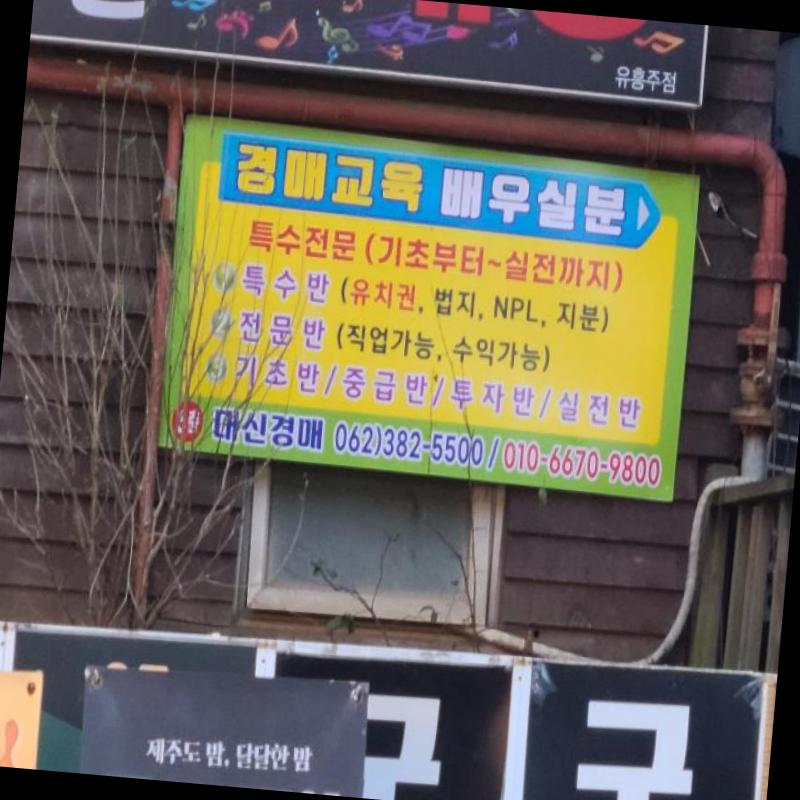 유흥주점
경매교육 배우실분
특수전문 (기초부터~실전까지)
1 특수반 (유치권, 법지, NPL, 지분)
2 전문반 (직업가능, 수익가능)
3 기초반/중급반/투자반/실전반
대신경매 062)382-5500 / 010-6670-9800
제주도 밤, 달달한 밤